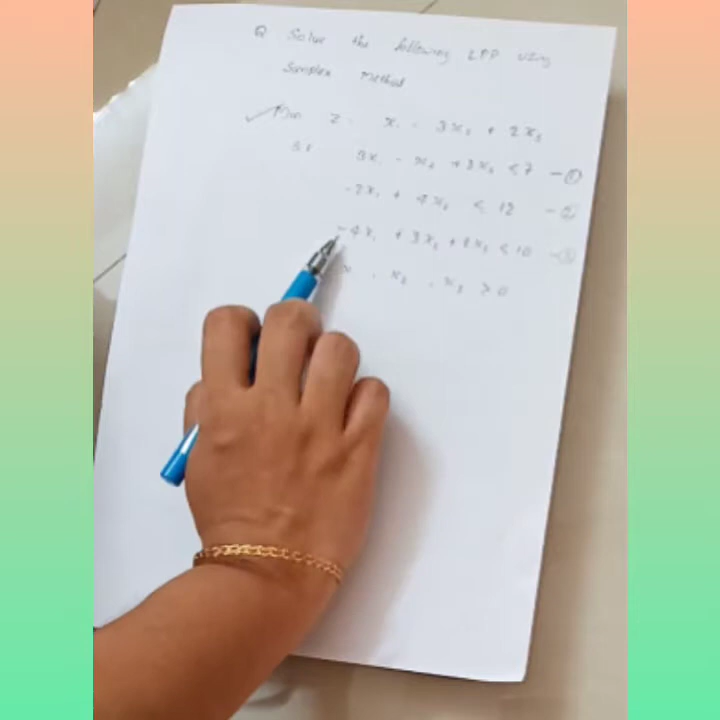 Q Solve the following LPP using
Simplex Method
Min Z = x₁ - 3x₂ + 2x₃
S.t 3x₁ - x₂ + 3x₃ ≤ 7 - ①
-2x₁ + 4x₂ ≤ 12 - ②
-4x₁ + 3x₂ + 8x₃ ≤ 10 - ③
x₁, x₂, x₃ ≥ 0